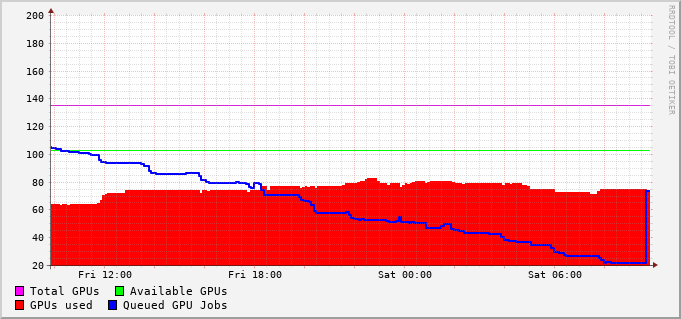 200
180
160
140
120
100
80
60
40
20
Fri 12:00 Fri 18:00 Sat 00:00 Sat 06:00
Total GPUs Available GPUs
GPUs used Queued GPU Jobs
RRDTOOL / TOBI OETIKER